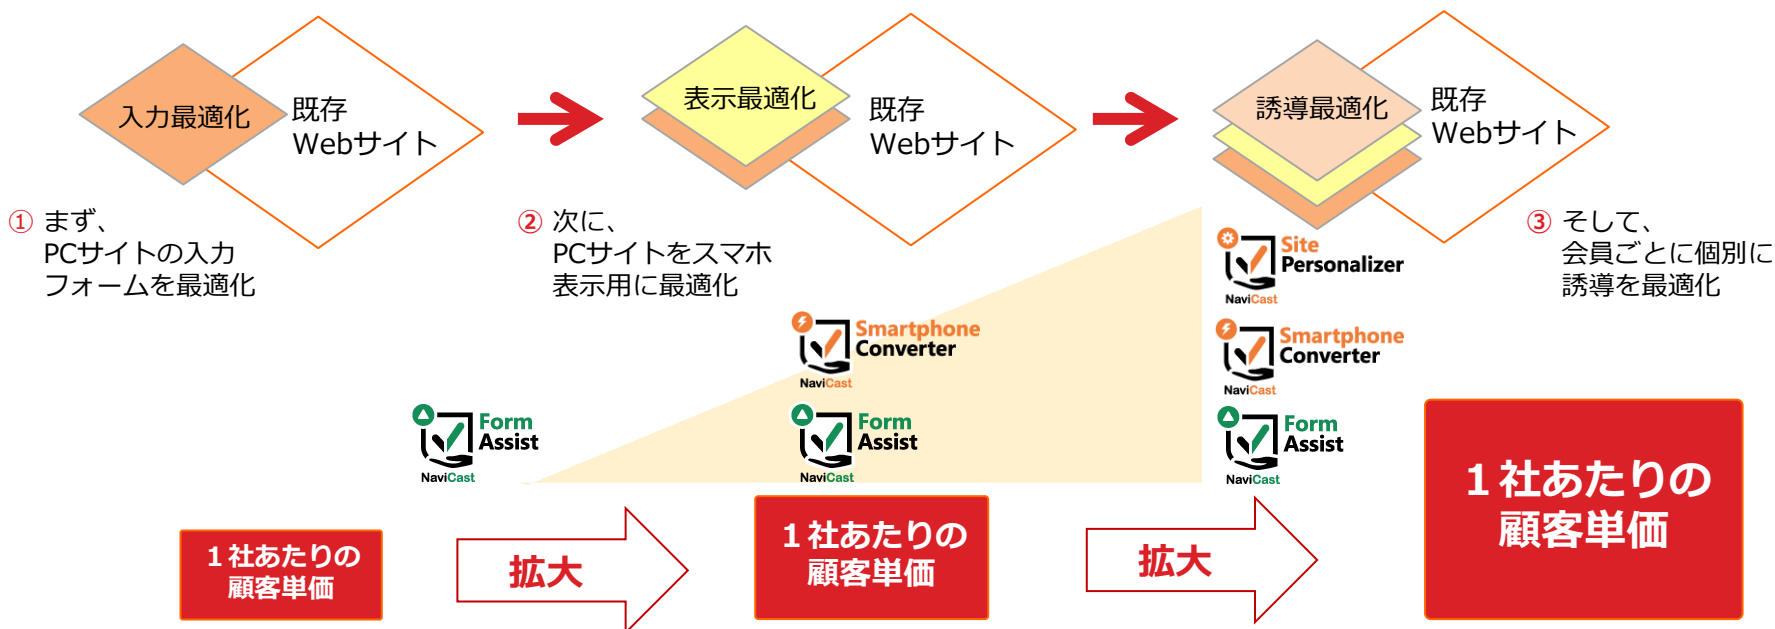 入力最適化
既存
Webサイト
表示最適化
既存
Webサイト
誘導最適化
既存
Webサイト
① まず、
PCサイトの入力
フォームを最適化
② 次に、
PCサイトをスマホ
表示用に最適化
③ そして、
会員ごとに個別に
誘導を最適化
Form
Assist
NaviCast
Smartphone
Converter
NaviCast
Form
Assist
NaviCast
Site
Personalizer
NaviCast
Smartphone
Converter
NaviCast
Form
Assist
NaviCast
１社あたりの
顧客単価
拡大
１社あたりの
顧客単価
拡大
１社あたりの
顧客単価